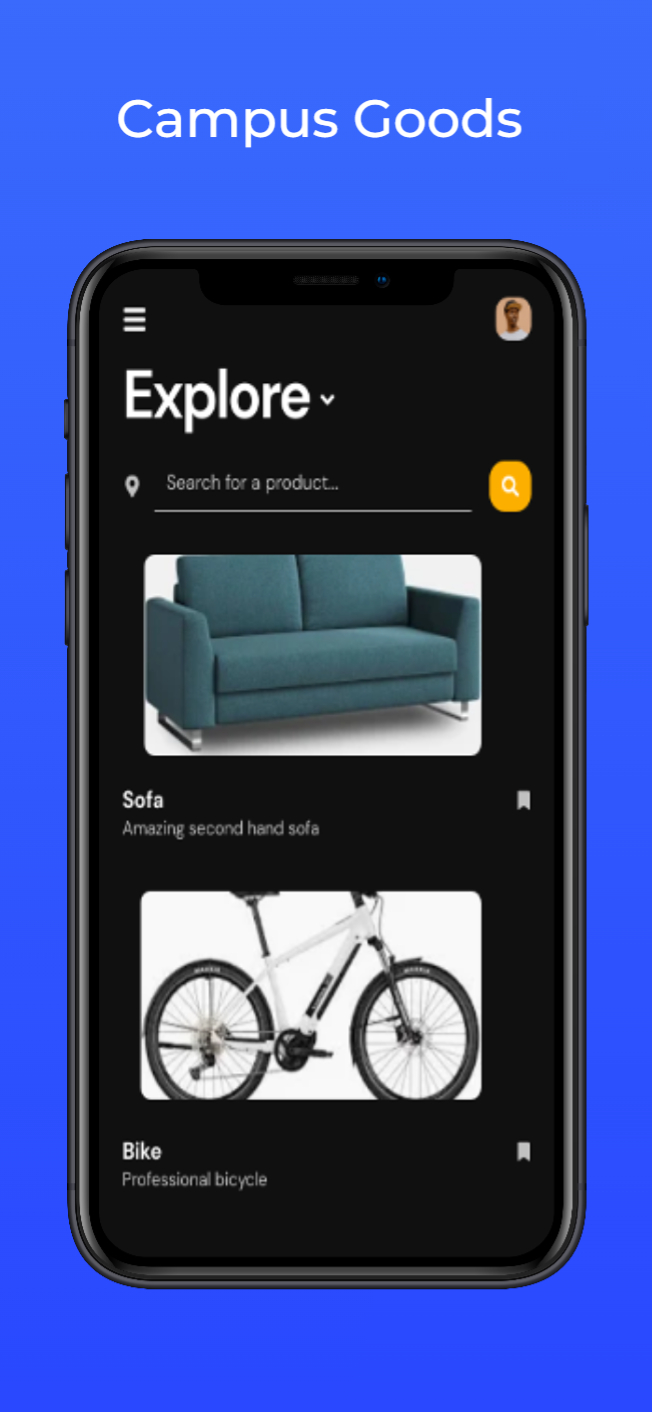 Campus Goods
Explore
Search for a product...
Sofa
Amazing second hand sofa
Bike
Professional bicycle